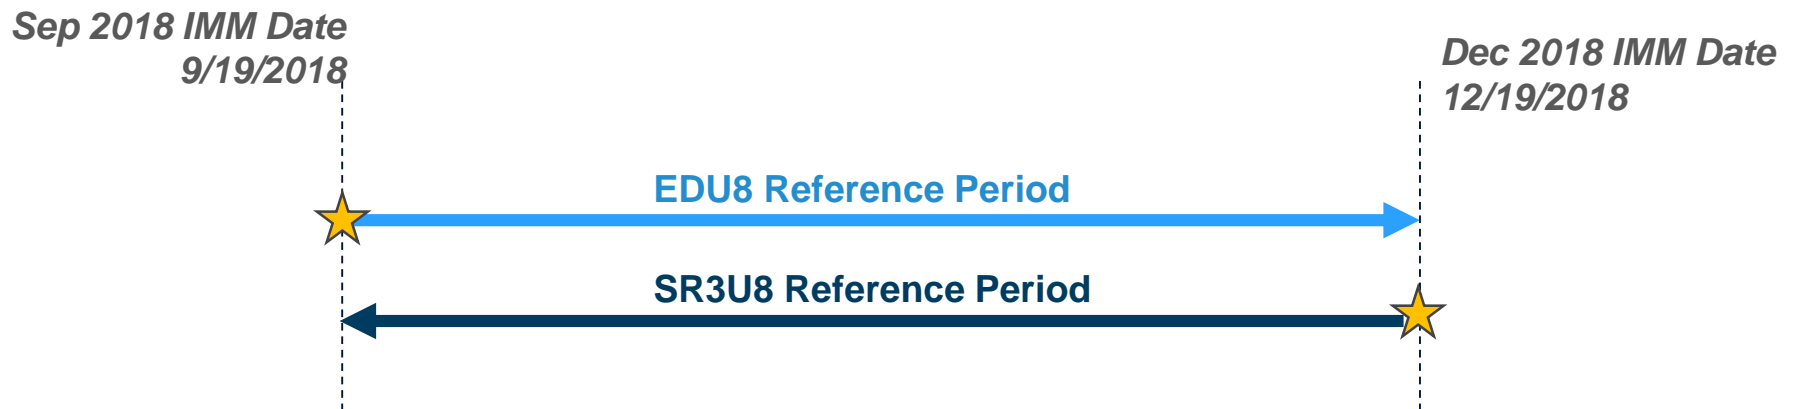 Sep 2018 IMM Date
9/19/2018
Dec 2018 IMM Date
12/19/2018
EDU8 Reference Period
SR3U8 Reference Period